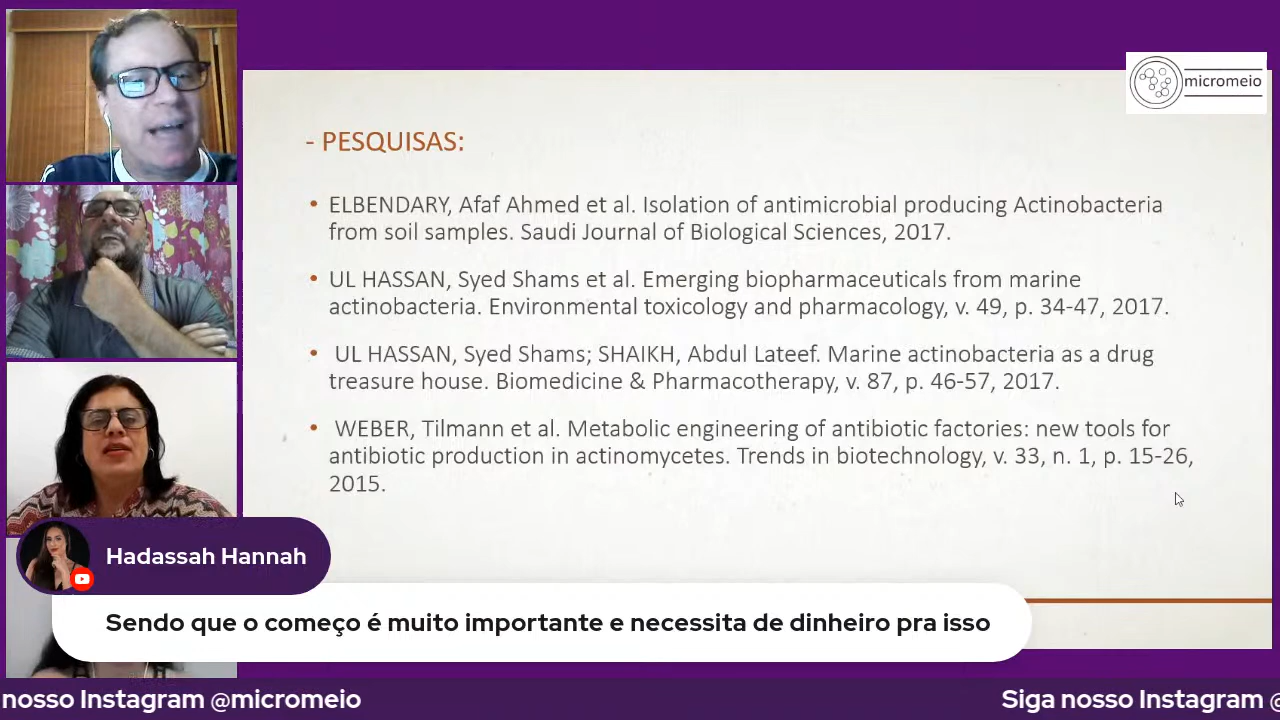 micromeio
- PESQUISAS:
• ELBENDARY, Afaf Ahmed et al. Isolation of antimicrobial producing Actinobacteria
from soil samples. Saudi Journal of Biological Sciences, 2017.
• UL HASSAN, Syed Shams et al. Emerging biopharmaceuticals from marine
actinobacteria. Environmental toxicology and pharmacology, v. 49, p. 34-47, 2017.
• UL HASSAN, Syed Shams; SHAIKH, Abdul Lateef. Marine actinobacteria as a drug
treasure house. Biomedicine & Pharmacotherapy, v. 87, p. 46-57, 2017.
• WEBER, Tilmann et al. Metabolic engineering of antibiotic factories: new tools for
antibiotic production in actinomycetes. Trends in biotechnology, v. 33, n. 1, p. 15-26,
2015.
Hadassah Hannah
Sendo que o começo é muito importante e necessita de dinheiro pra isso
nosso Instagram @micromeio Siga nosso Instagram @